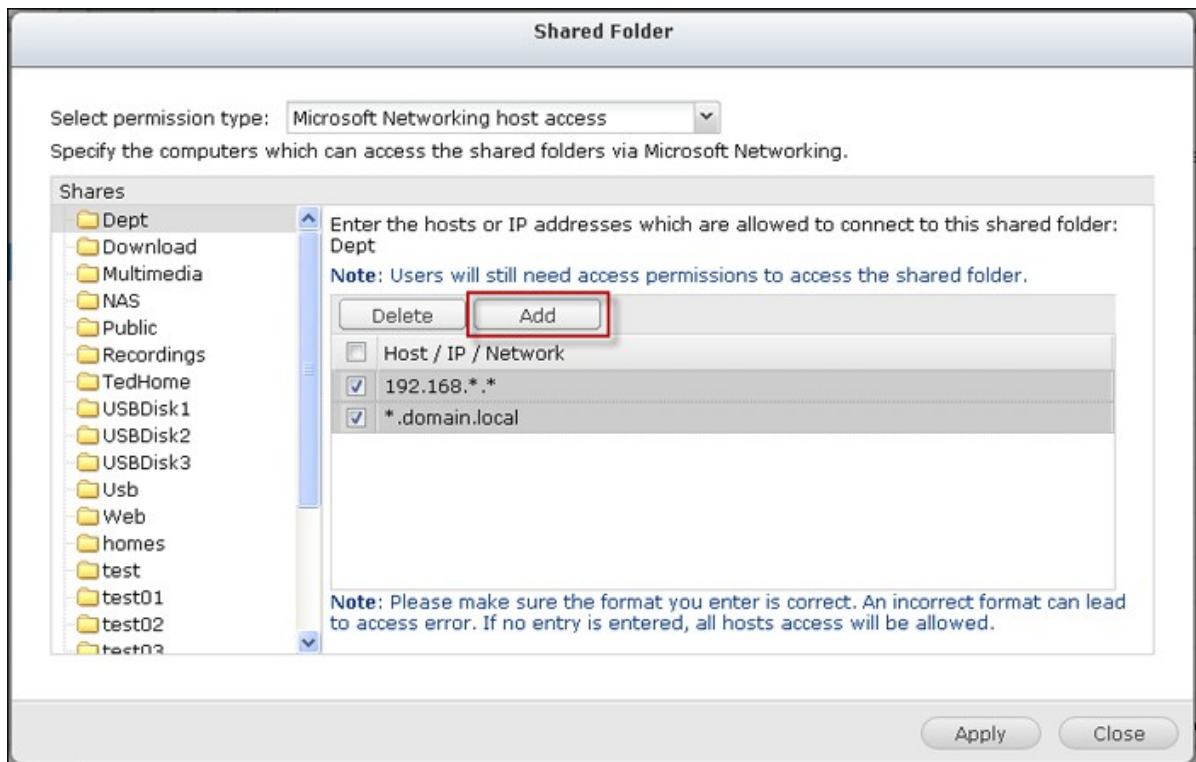 Shared Folder
Select permission type: Microsoft Networking host access
Specify the computers which can access the shared folders via Microsoft Networking.
Shares
Dept
Download
Multimedia
NAS
Public
Recordings
TedHome
USBDisk1
USBDisk2
USBDisk3
Usb
Web
homes
test
test01
test02
test03
Enter the hosts or IP addresses which are allowed to connect to this shared folder:
Dept
Note: Users will still need access permissions to access the shared folder.
Delete Add
Host / IP / Network
192.168.*.*
*.domain.local
Note: Please make sure the format you enter is correct. An incorrect format can lead
to access error. If no entry is entered, all hosts access will be allowed.
Apply Close